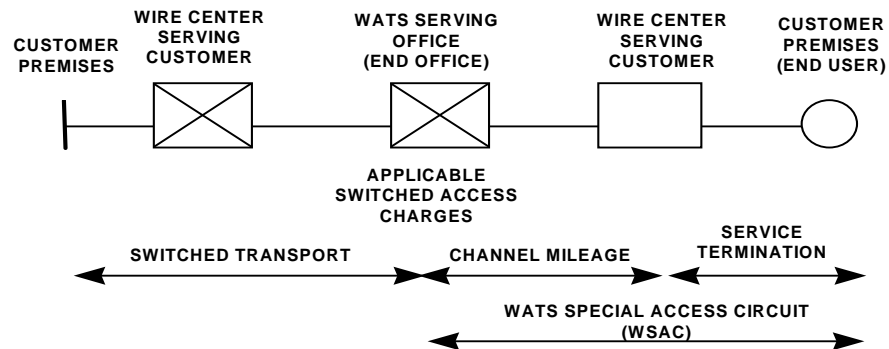 CUSTOMER
PREMISES
WIRE CENTER
SERVING
CUSTOMER
WATS SERVING
OFFICE
(END OFFICE)
WIRE CENTER
SERVING
CUSTOMER
CUSTOMER
PREMISES
(END USER)
APPLICABLE
SWITCHED ACCESS
CHARGES
SWITCHED TRANSPORT
CHANNEL MILEAGE
SERVICE
TERMINATION
WATS SPECIAL ACCESS CIRCUIT
(WSAC)